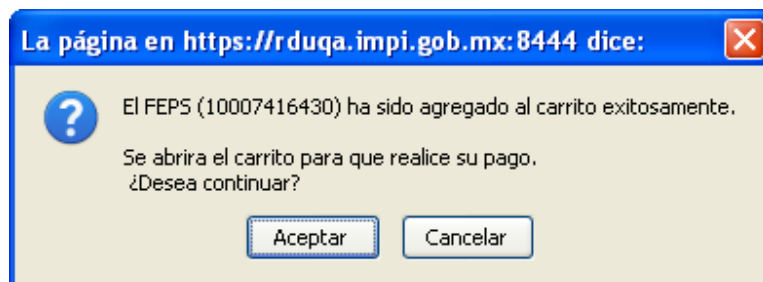 La página en https://rduqa.impi.gob.mx:8444 dice:
El FEPS (10007416430) ha sido agregado al carrito exitosamente.
Se abrira el carrito para que realice su pago.
¿Desea continuar?
Aceptar
Cancelar